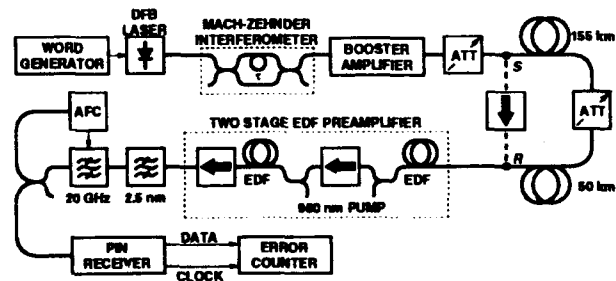 DFB
LASER
MACH-ZEHNDER
INTERFEROMETER
WORD
GENERATOR
τ
BOOSTER
AMPLIFIER
ATT
S
155 km
AFC
TWO STAGE EDF PREAMPLIFIER
ATT
R
EDF
EDF
20 GHz
2.5 nm
980 nm PUMP
50 km
PIN
RECEIVER
DATA
CLOCK
ERROR
COUNTER